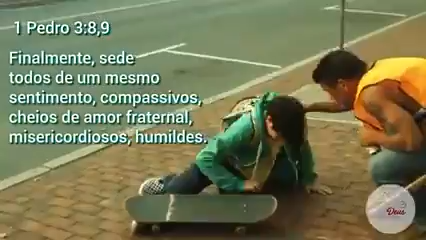 1 Pedro 3:8,9
Finalmente, sede
todos de um mesmo
sentimento, compassivos,
cheios de amor fraternal,
misericordiosos, humildes.
Deus